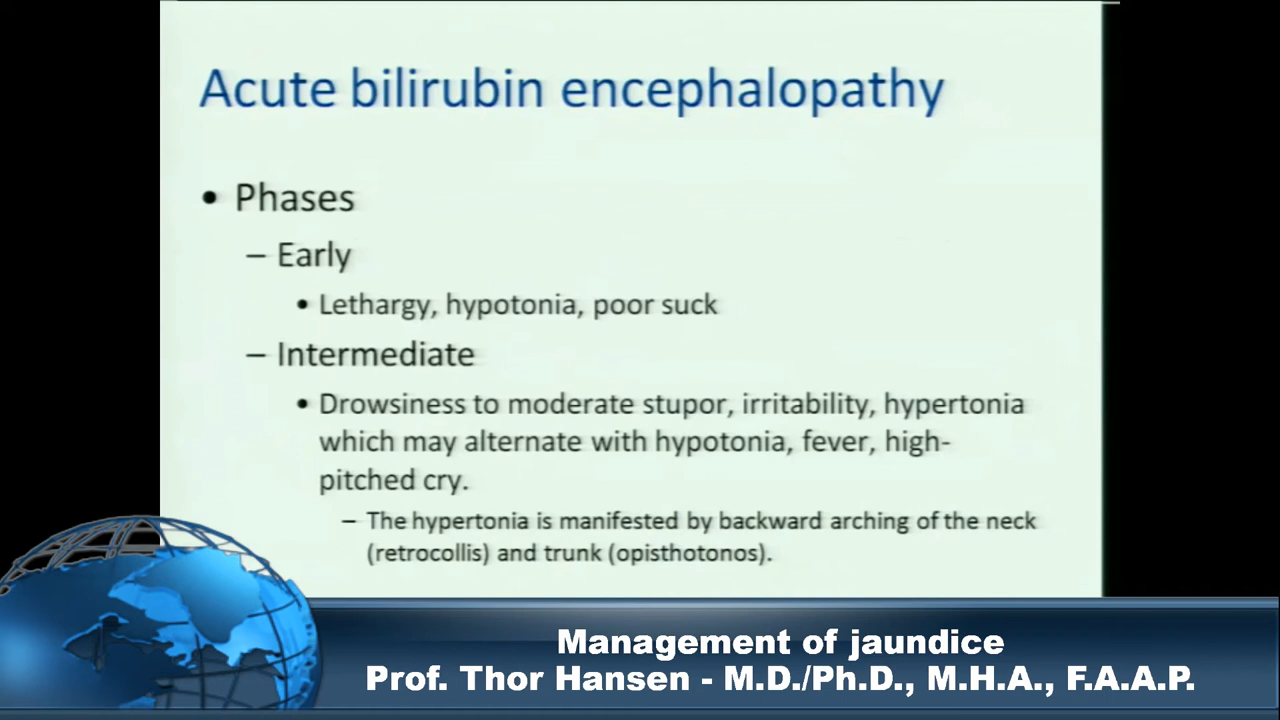 Acute bilirubin encephalopathy
• Phases
– Early
• Lethargy, hypotonia, poor suck
– Intermediate
• Drowsiness to moderate stupor, irritability, hypertonia
which may alternate with hypotonia, fever, high-
pitched cry.
– The hypertonia is manifested by backward arching of the neck
(retrocollis) and trunk (opisthotonos).
Management of jaundice
Prof. Thor Hansen - M.D./Ph.D., M.H.A., F.A.A.P.